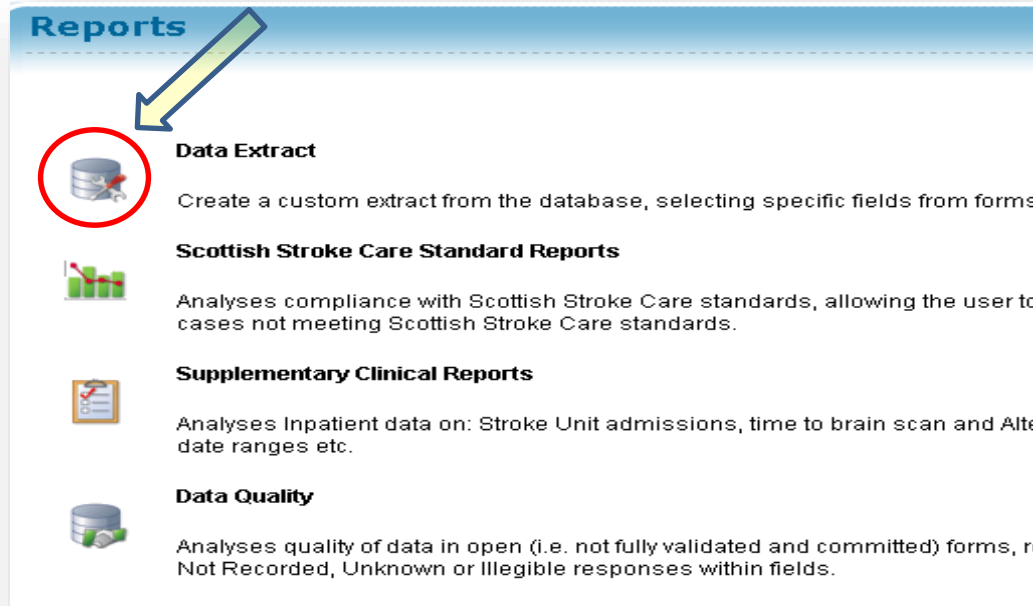 Reports
Data Extract
Create a custom extract from the database, selecting specific fields from forms
Scottish Stroke Care Standard Reports
Analyses compliance with Scottish Stroke Care standards, allowing the user to
cases not meeting Scottish Stroke Care standards.
Supplementary Clinical Reports
Analyses Inpatient data on: Stroke Unit admissions, time to brain scan and
date ranges etc.
Data Quality
Analyses quality of data in open (i.e. not fully validated and committed) forms,
Not Recorded, Unknown or Illegible responses within fields.